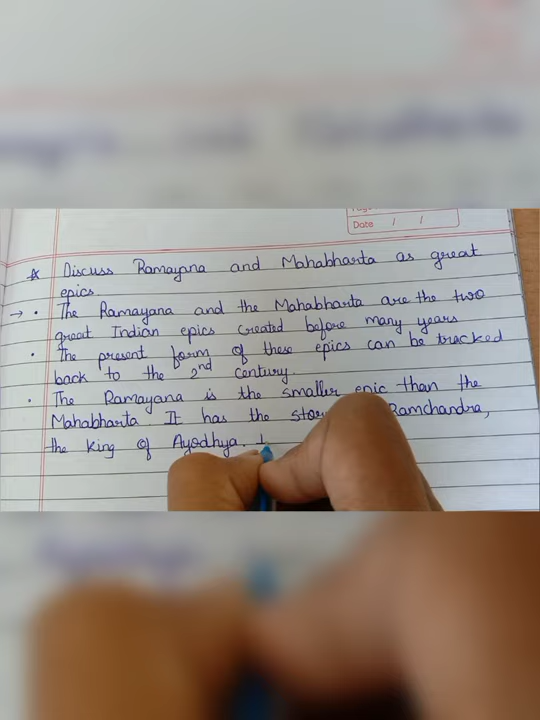 Date / /
Discuss Ramayana and Mahabharta as great
epics.
→ • The Ramayana and the Mahabharta are the two
great Indian epics created before many years
• The present form of these epics can be tracked
back to the 2nd century.
• The Ramayana is the smaller epic than the
Mahabharta. It has the Ramchandra,
the King of Ayodhya.